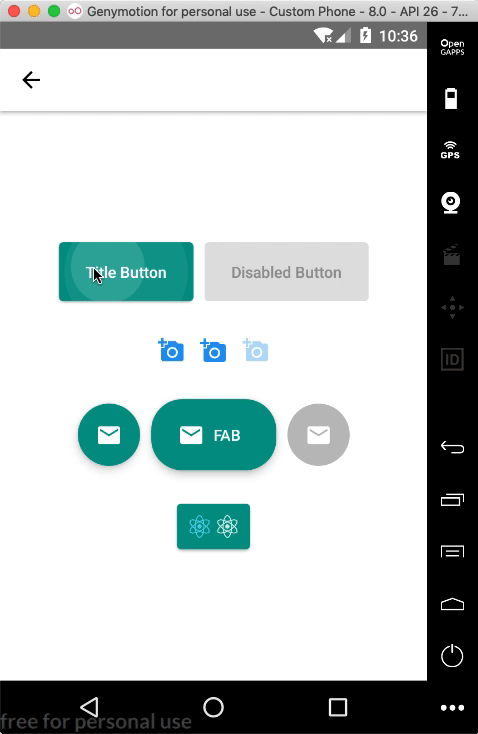 Genymotion for personal use - Custom Phone - 8.0 - API 26 - 7...
10:36
Open
GAPPS
GPS
Title Button
Disabled Button
ID
FAB
free for personal use